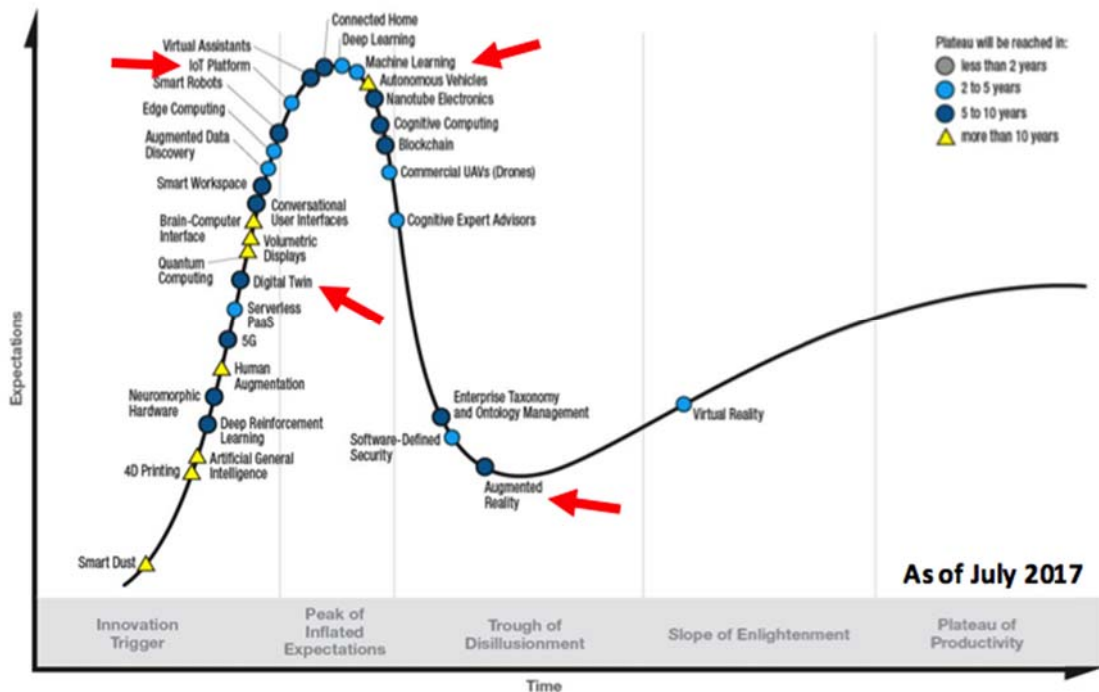 Connected Home
Deep Learning
Virtual Assistants
IoT Platform
Smart Robots
Edge Computing
Augmented Data
Discovery
Smart Workspace
Brain-Computer
Interface
Quantum
Computing
Machine Learning
Autonomous Vehicles
Nanotube Electronics
Cognitive Computing
Blockchain
Commercial UAVs (Drones)
Cognitive Expert Advisors
Conversational
User Interfaces
Volumetric
Displays
Digital Twin
Serverless
PaaS
5G
Human
Augmentation
Neuromorphic
Hardware
Deep Reinforcement
Learning
Artificial General
Intelligence
4D Printing
Smart Dust
Enterprise Taxonomy
and Ontology Management
Software-Defined
Security
Augmented
Reality
Virtual Reality
Plateau will be reached in:
less than 2 years
2 to 5 years
5 to 10 years
more than 10 years
Expectations
As of July 2017
Innovation
Trigger
Peak of
Inflated
Expectations
Trough of
Disillusionment
Slope of Enlightenment
Plateau of
Productivity
Time